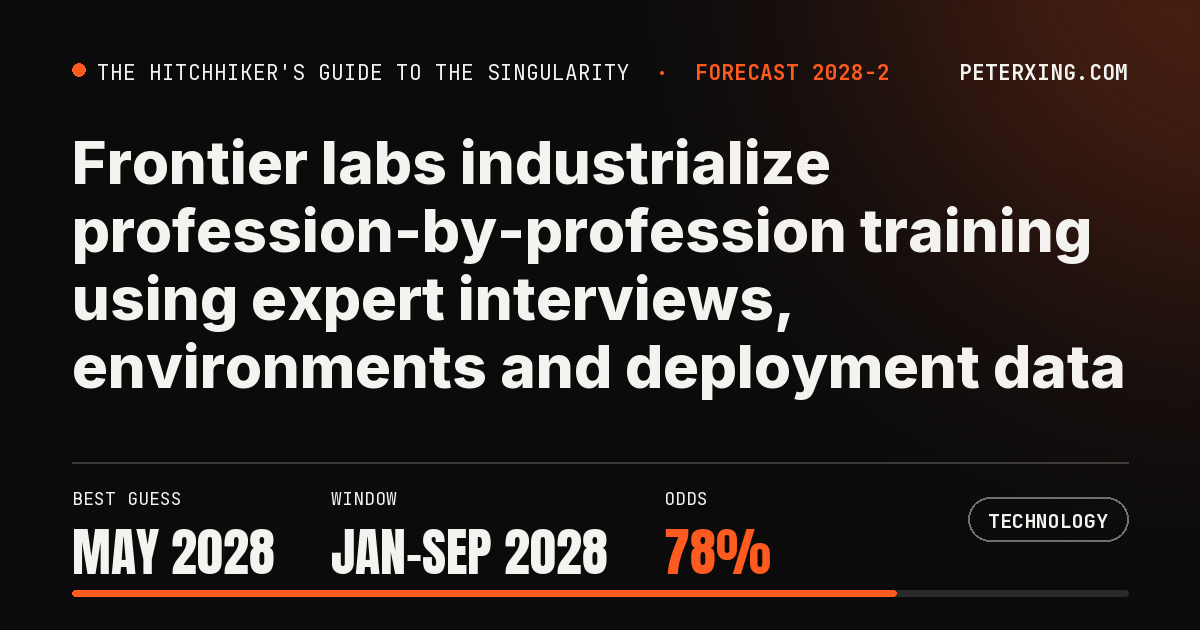 THE HITCHHIKER'S GUIDE TO THE SINGULARITY · FORECAST 2028-2 PETERXING.COM
Frontier labs industrialize
profession-by-profession training
using expert interviews,
environments and deployment data
BEST GUESS WINDOW ODDS
MAY 2028 JAN-SEP 2028 78% TECHNOLOGY